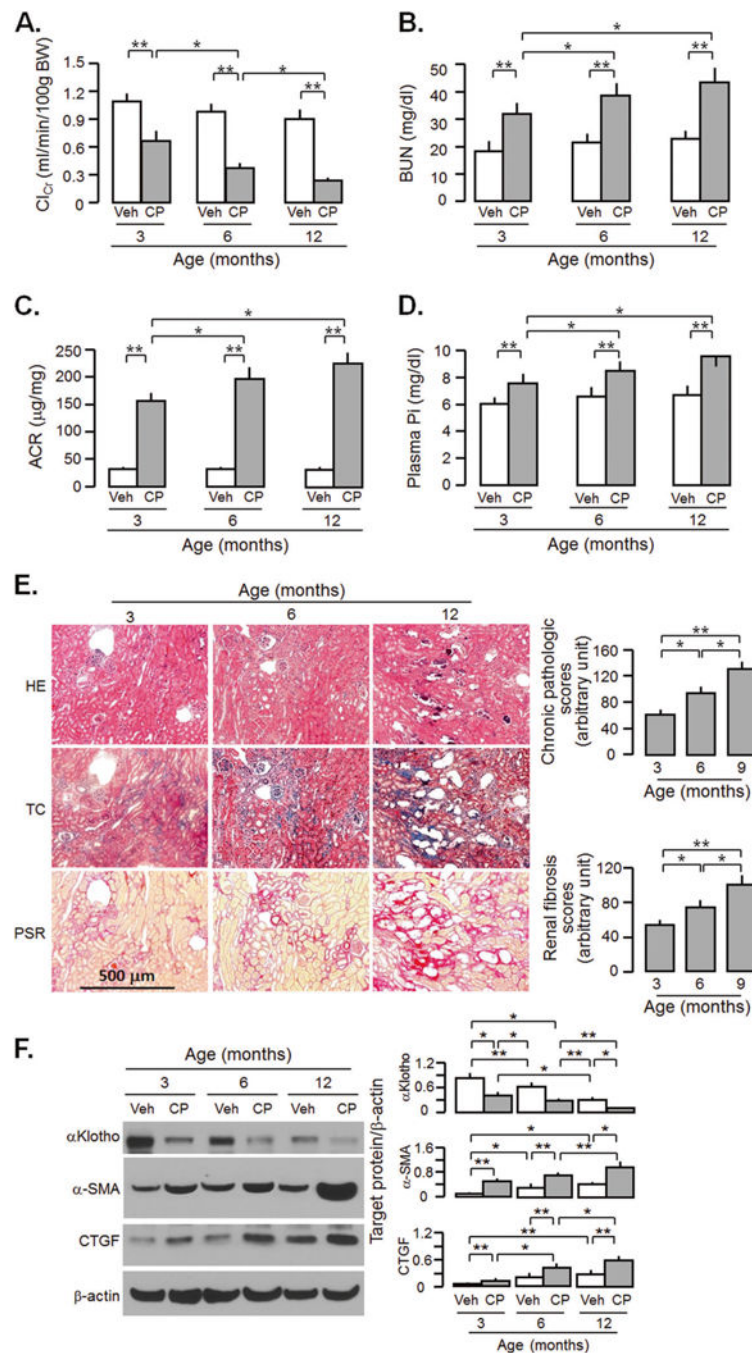 A.
** * ** * **
Cl Cr (ml/min/100g BW)
1.5
1.2
0.9
0.6
0.3
0
Veh CP Veh CP Veh CP
3 6 12
Age (months)
B.
* * ** ** **
BUN (mg/dl)
50
40
30
20
10
0
Veh CP Veh CP Veh CP
3 6 12
Age (months)
C.
* * ** ** **
ACR (µg/mg)
250
200
150
100
50
0
Veh CP Veh CP Veh CP
3 6 12
Age (months)
D.
* * ** ** **
Plasma Pi (mg/dl)
10
8
6
4
2
0
Veh CP Veh CP Veh CP
3 6 12
Age (months)
E.
Age (months)
3 6 12
HE
TC
PSR
500 µm
Chronic pathologic
scores
(arbitrary unit)
160
120
80
40
0
**
* *
3 6 9
Age (months)
Renal fibrosis
scores
(arbitrary unit)
120
80
40
0
**
* *
3 6 9
Age (months)
F.
Age (months)
3 6 12
Veh CP Veh CP Veh CP
αKlotho
α-SMA
CTGF
β-actin
Target protein/β-actin
αKlotho
1.2
0.6
0
*
* * **
** * ** *
α-SMA
1.6
0.8
0
* *
* ** **
**
CTGF
1.2
0.6
0
** *
** **
** *
Veh CP Veh CP Veh CP
3 6 12
Age (months)